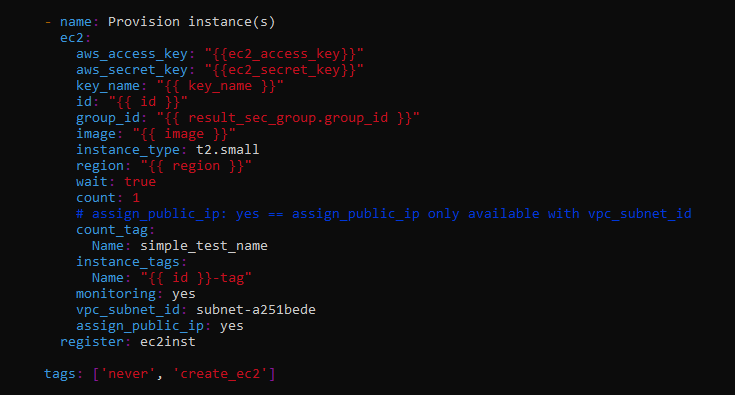 - name: Provision instance(s)
  ec2:
    aws_access_key: "{{ec2_access_key}}"
    aws_secret_key: "{{ec2_secret_key}}"
    key_name: "{{ key_name }}"
    id: "{{ id }}"
    group_id: "{{ result_sec_group.group_id }}"
    image: "{{ image }}"
    instance_type: t2.small
    region: "{{ region }}"
    wait: true
    count: 1
    # assign_public_ip: yes == assign_public_ip only available with vpc_subnet_id
    count_tag:
      Name: simple_test_name
    instance_tags:
      Name: "{{ id }}-tag"
    monitoring: yes
    vpc_subnet_id: subnet-a251bede
    assign_public_ip: yes
  register: ec2inst
tags: ['never', 'create_ec2']